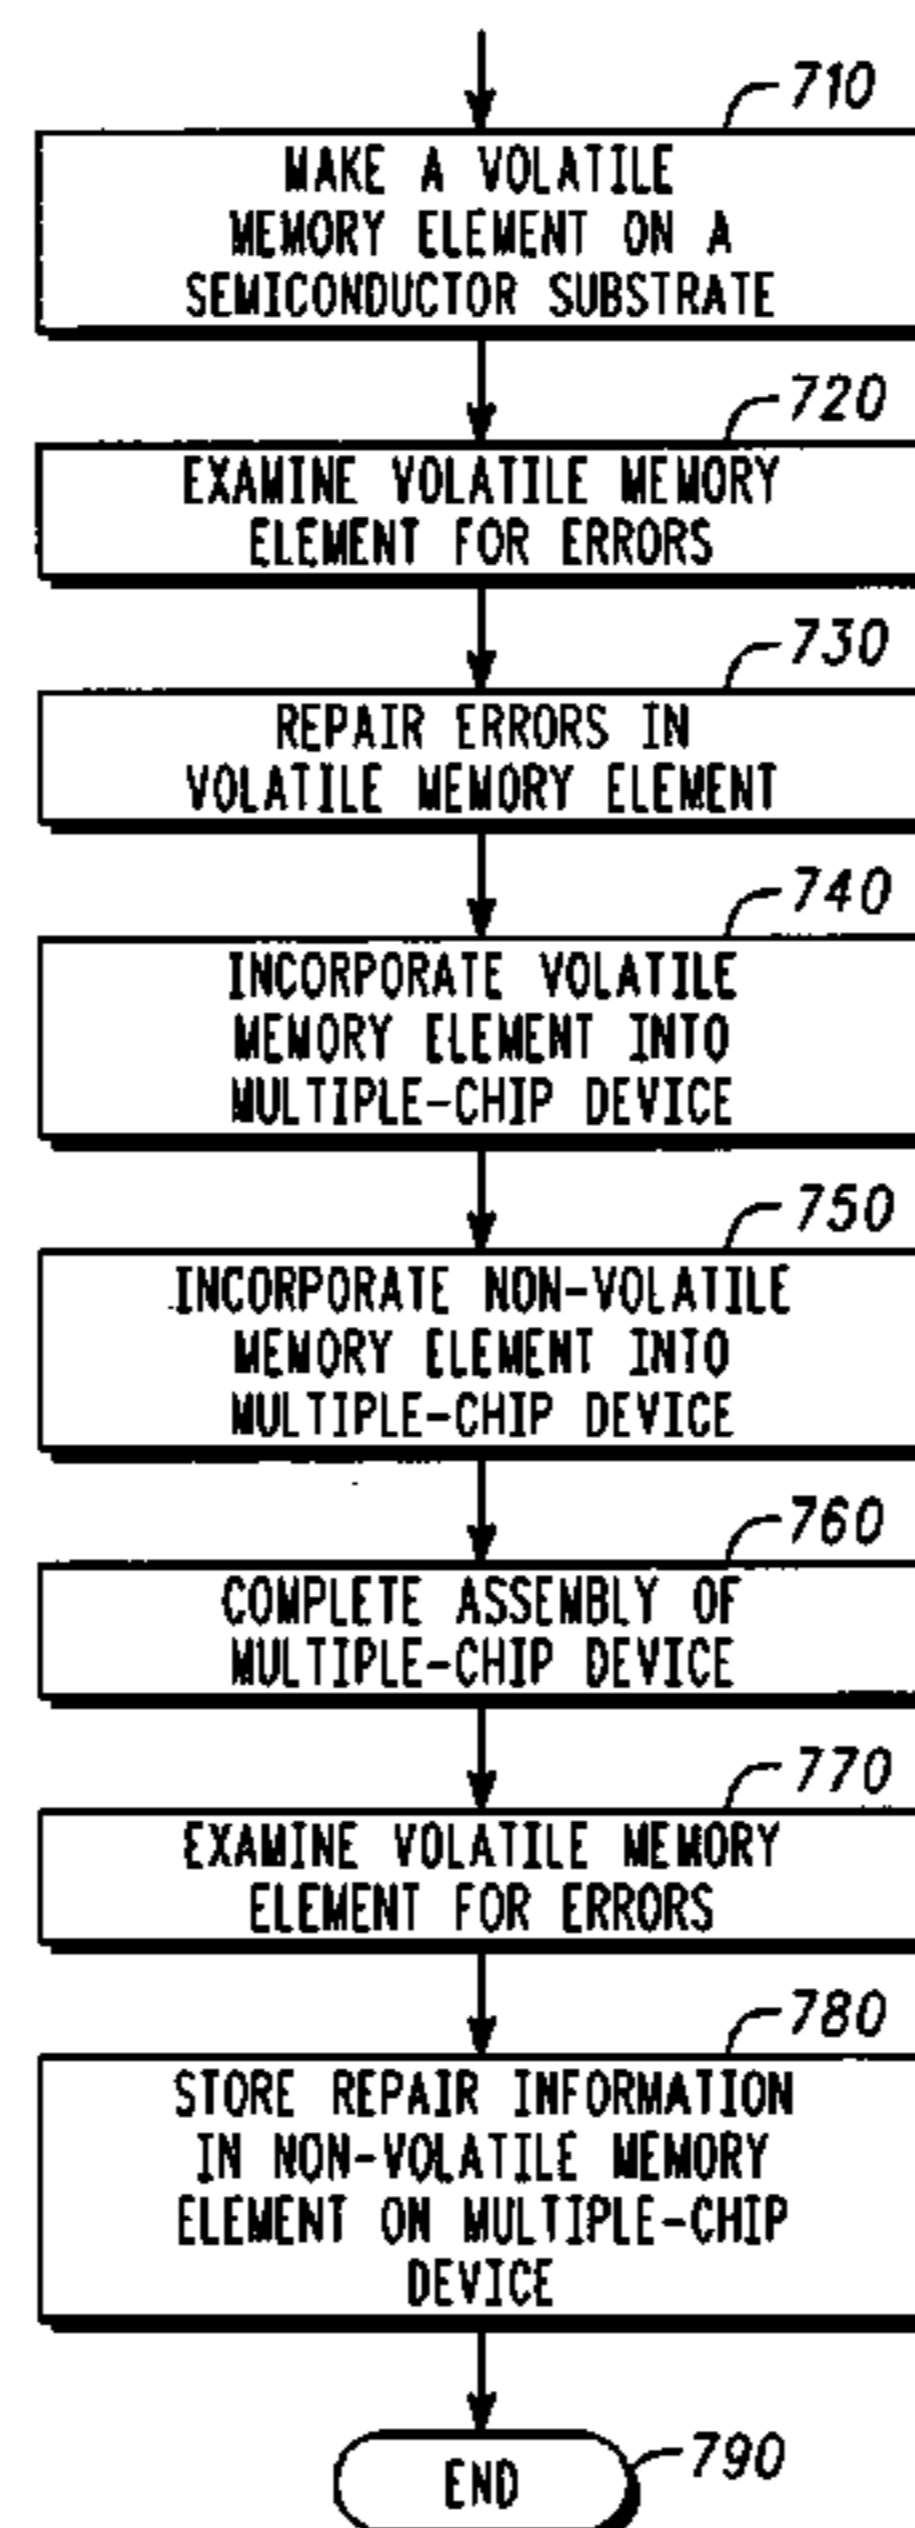 710
MAKE A VOLATILE
MEMORY ELEMENT ON A
SEMICONDUCTOR SUBSTRATE
720
EXAMINE VOLATILE MEMORY
ELEMENT FOR ERRORS
730
REPAIR ERRORS IN
VOLATILE MEMORY ELEMENT
740
INCORPORATE VOLATILE
MEMORY ELEMENT INTO
MULTIPLE-CHIP DEVICE
750
INCORPORATE NON-VOLATILE
MEMORY ELEMENT INTO
MULTIPLE-CHIP DEVICE
760
COMPLETE ASSEMBLY OF
MULTIPLE-CHIP DEVICE
770
EXAMINE VOLATILE MEMORY
ELEMENT FOR ERRORS
780
STORE REPAIR INFORMATION
IN NON-VOLATILE MEMORY
ELEMENT ON MULTIPLE-CHIP
DEVICE
790
END